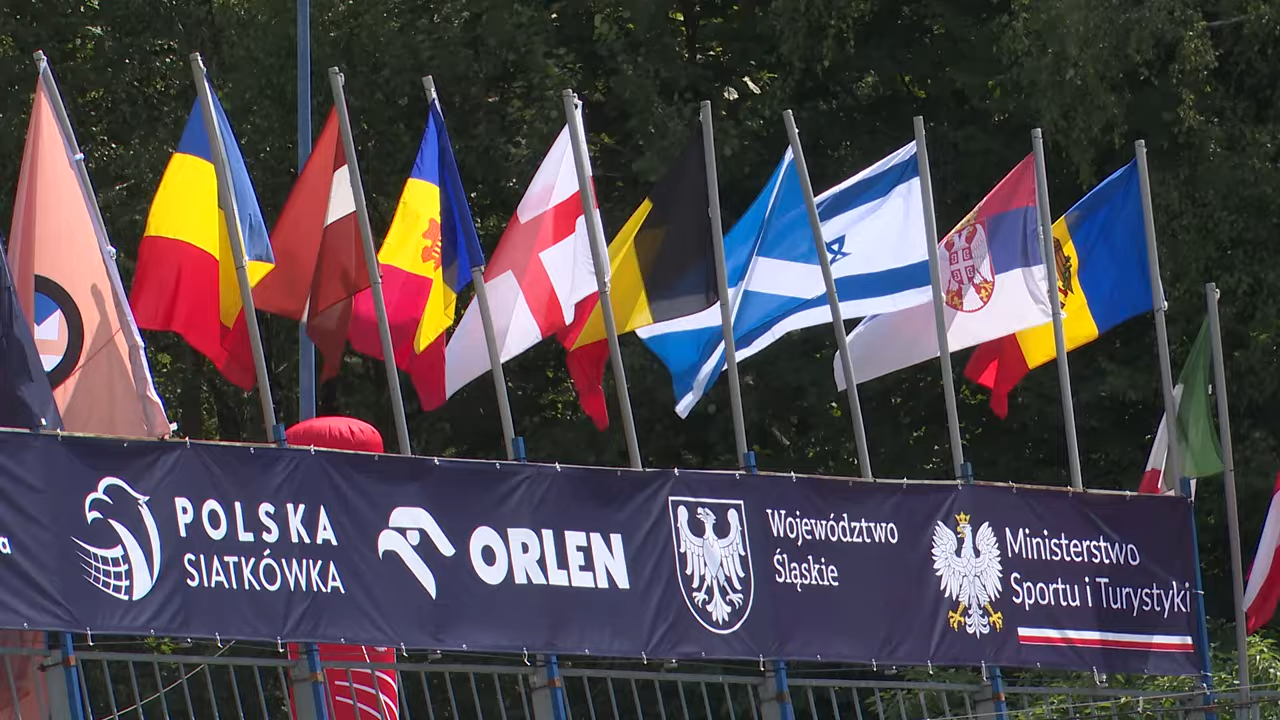 a
POLSKA
SIATKÓWKA
ORLEN
Województwo
Śląskie
Ministerstwo
Sportu i Turystyki